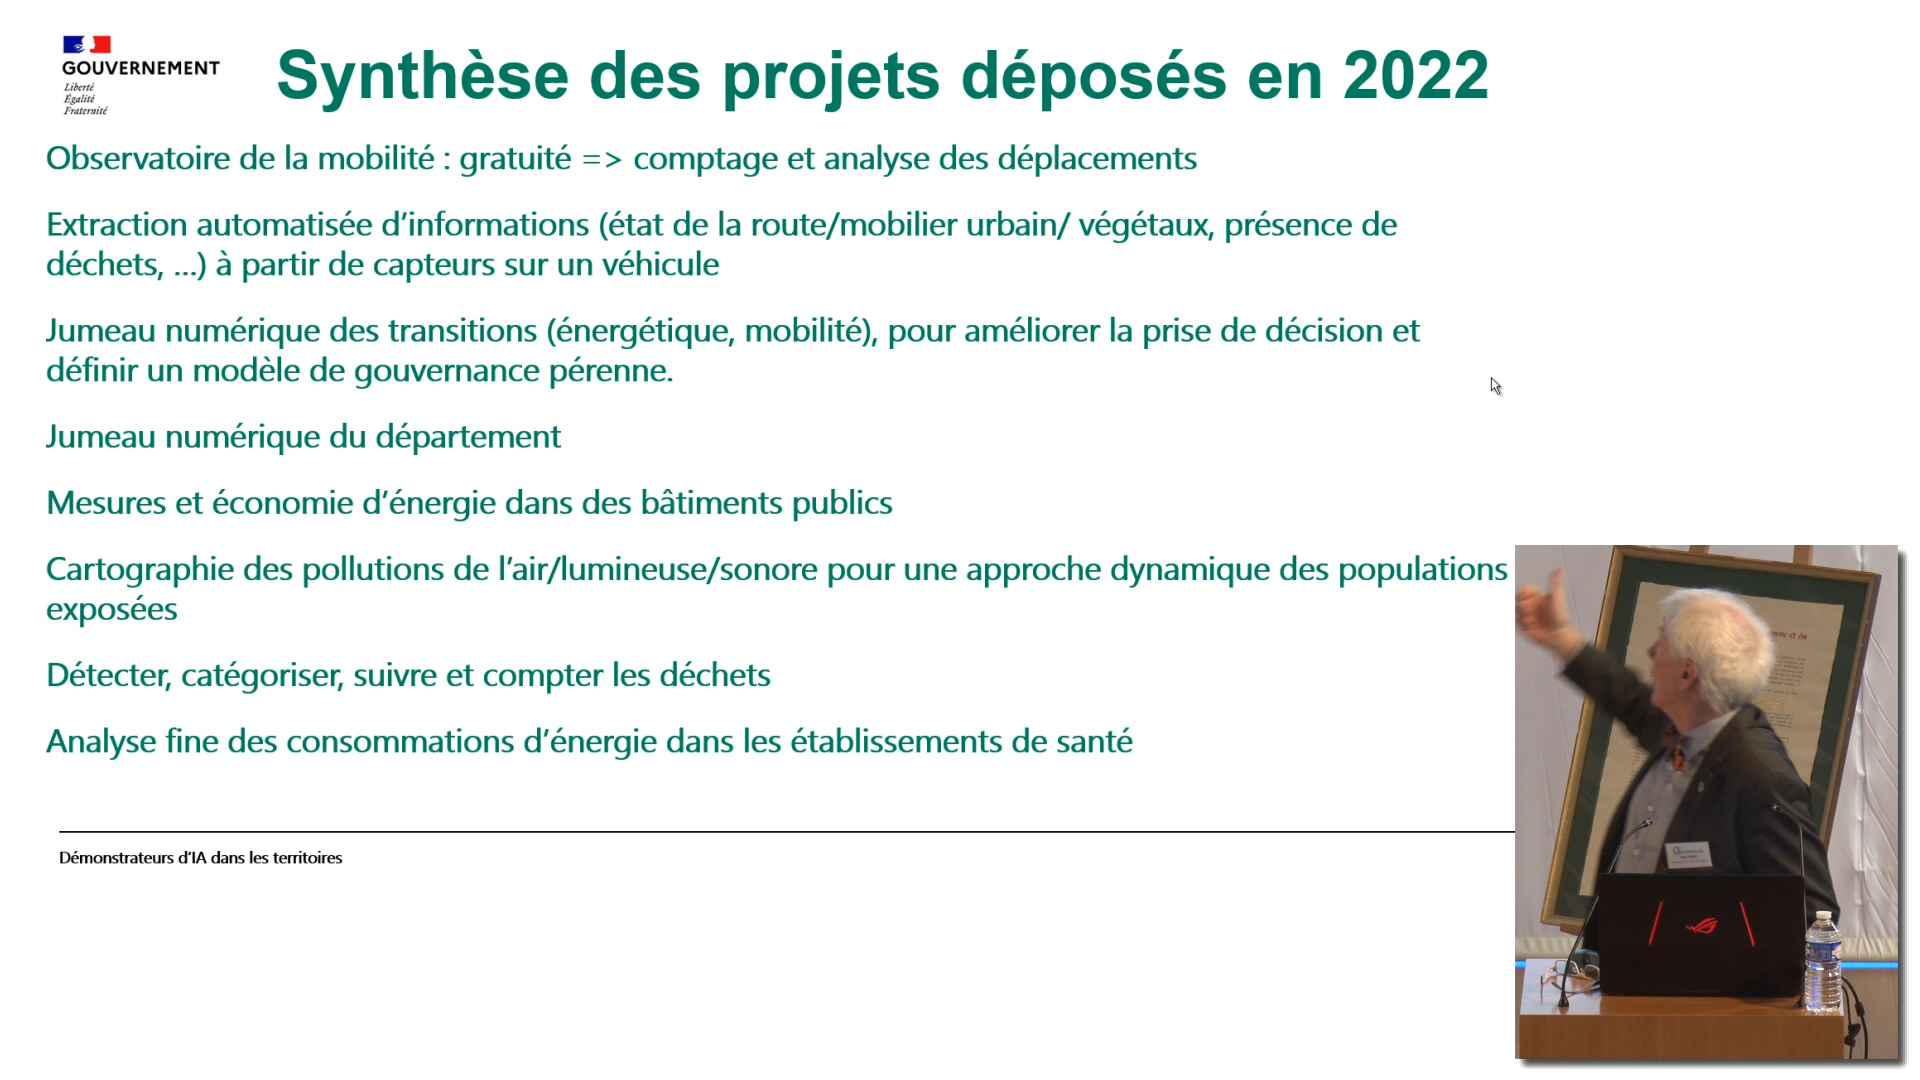 GOUVERNEMENT
Liberté
Égalité
Fraternité
Synthèse des projets déposés en 2022
Observatoire de la mobilité : gratuité => comptage et analyse des déplacements
Extraction automatisée d’informations (état de la route/mobilier urbain/ végétaux, présence de
déchets, ...) à partir de capteurs sur un véhicule
Jumeau numérique des transitions (énergétique, mobilité), pour améliorer la prise de décision et
définir un modèle de gouvernance pérenne.
Jumeau numérique du département
Mesures et économie d’énergie dans des bâtiments publics
Cartographie des pollutions de l’air/lumineuse/sonore pour une approche dynamique des populations
exposées
Détecter, catégoriser, suivre et compter les déchets
Analyse fine des consommations d’énergie dans les établissements de santé
Démonstrateurs d’IA dans les territoires